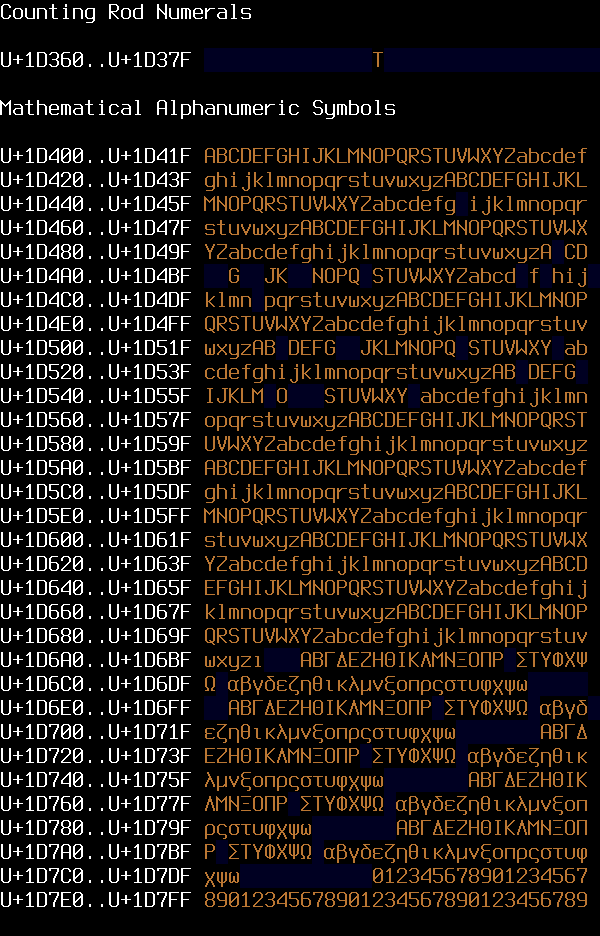 Counting Rod Numerals
U+1D360..U+1D37F               T
Mathematical Alphanumeric Symbols
U+1D400..U+1D41F ABCDEFGHIJKLMNOPQRSTUVWXYZabcdef
U+1D420..U+1D43F ghijklmnopqrstuvwxyzABCDEFGHIJKL
U+1D440..U+1D45F MNOPQRSTUVWXYZabcdefg ijklmnopqr
U+1D460..U+1D47F stuvwxyzABCDEFGHIJKLMNOPQRSTUVWX
U+1D480..U+1D49F YZabcdefghijklmnopqrstuvwxyzA CD
U+1D4A0..U+1D4BF   G  JK  NOPQ STUVWXYZabcd f hij
U+1D4C0..U+1D4DF klmn pqrstuvwxyzABCDEFGHIJKLMNOP
U+1D4E0..U+1D4FF QRSTUVWXYZabcdefghijklmnopqrstuv
U+1D500..U+1D51F wxyzAB DEFG  JKLMNOPQ STUVWXY ab
U+1D520..U+1D53F cdefghijklmnopqrstuvwxyzAB DEFG
U+1D540..U+1D55F IJKLM O   STUVWXY abcdefghijklmn
U+1D560..U+1D57F opqrstuvwxyzABCDEFGHIJKLMNOPQRST
U+1D580..U+1D59F UVWXYZabcdefghijklmnopqrstuvwxyz
U+1D5A0..U+1D5BF ABCDEFGHIJKLMNOPQRSTUVWXYZabcdef
U+1D5C0..U+1D5DF ghijklmnopqrstuvwxyzABCDEFGHIJKL
U+1D5E0..U+1D5FF MNOPQRSTUVWXYZabcdefghijklmnopqr
U+1D600..U+1D61F stuvwxyzABCDEFGHIJKLMNOPQRSTUVWX
U+1D620..U+1D63F YZabcdefghijklmnopqrstuvwxyzABCD
U+1D640..U+1D65F EFGHIJKLMNOPQRSTUVWXYZabcdefghij
U+1D660..U+1D67F klmnopqrstuvwxyzABCDEFGHIJKLMNOP
U+1D680..U+1D69F QRSTUVWXYZabcdefghijklmnopqrstuv
U+1D6A0..U+1D6BF wxyzı   ΑΒΓΔΕΖΗΘΙΚΛΜΝΞΟΠΡ ΣΤΥΦΧΨ
U+1D6C0..U+1D6DF Ω αβγδεζηθικλμνξοπρςστυφχψω
U+1D6E0..U+1D6FF   ΑΒΓΔΕΖΗΘΙΚΛΜΝΞΟΠΡ ΣΤΥΦΧΨΩ αβγδ
U+1D700..U+1D71F εζηθικλμνξοπρςστυφχψω       ΑΒΓΔ
U+1D720..U+1D73F ΕΖΗΘΙΚΛΜΝΞΟΠΡ ΣΤΥΦΧΨΩ αβγδεζηθικ
U+1D740..U+1D75F λμνξοπρςστυφχψω       ΑΒΓΔΕΖΗΘΙΚ
U+1D760..U+1D77F ΛΜΝΞΟΠΡ ΣΤΥΦΧΨΩ αβγδεζηθικλμνξοπ
U+1D780..U+1D79F ρςστυφχψω       ΑΒΓΔΕΖΗΘΙΚΛΜΝΞΟΠ
U+1D7A0..U+1D7BF Ρ ΣΤΥΦΧΨΩ αβγδεζηθικλμνξοπρςστυφ
U+1D7C0..U+1D7DF χψω           012345678901234567
U+1D7E0..U+1D7FF 89012345678901234567890123456789